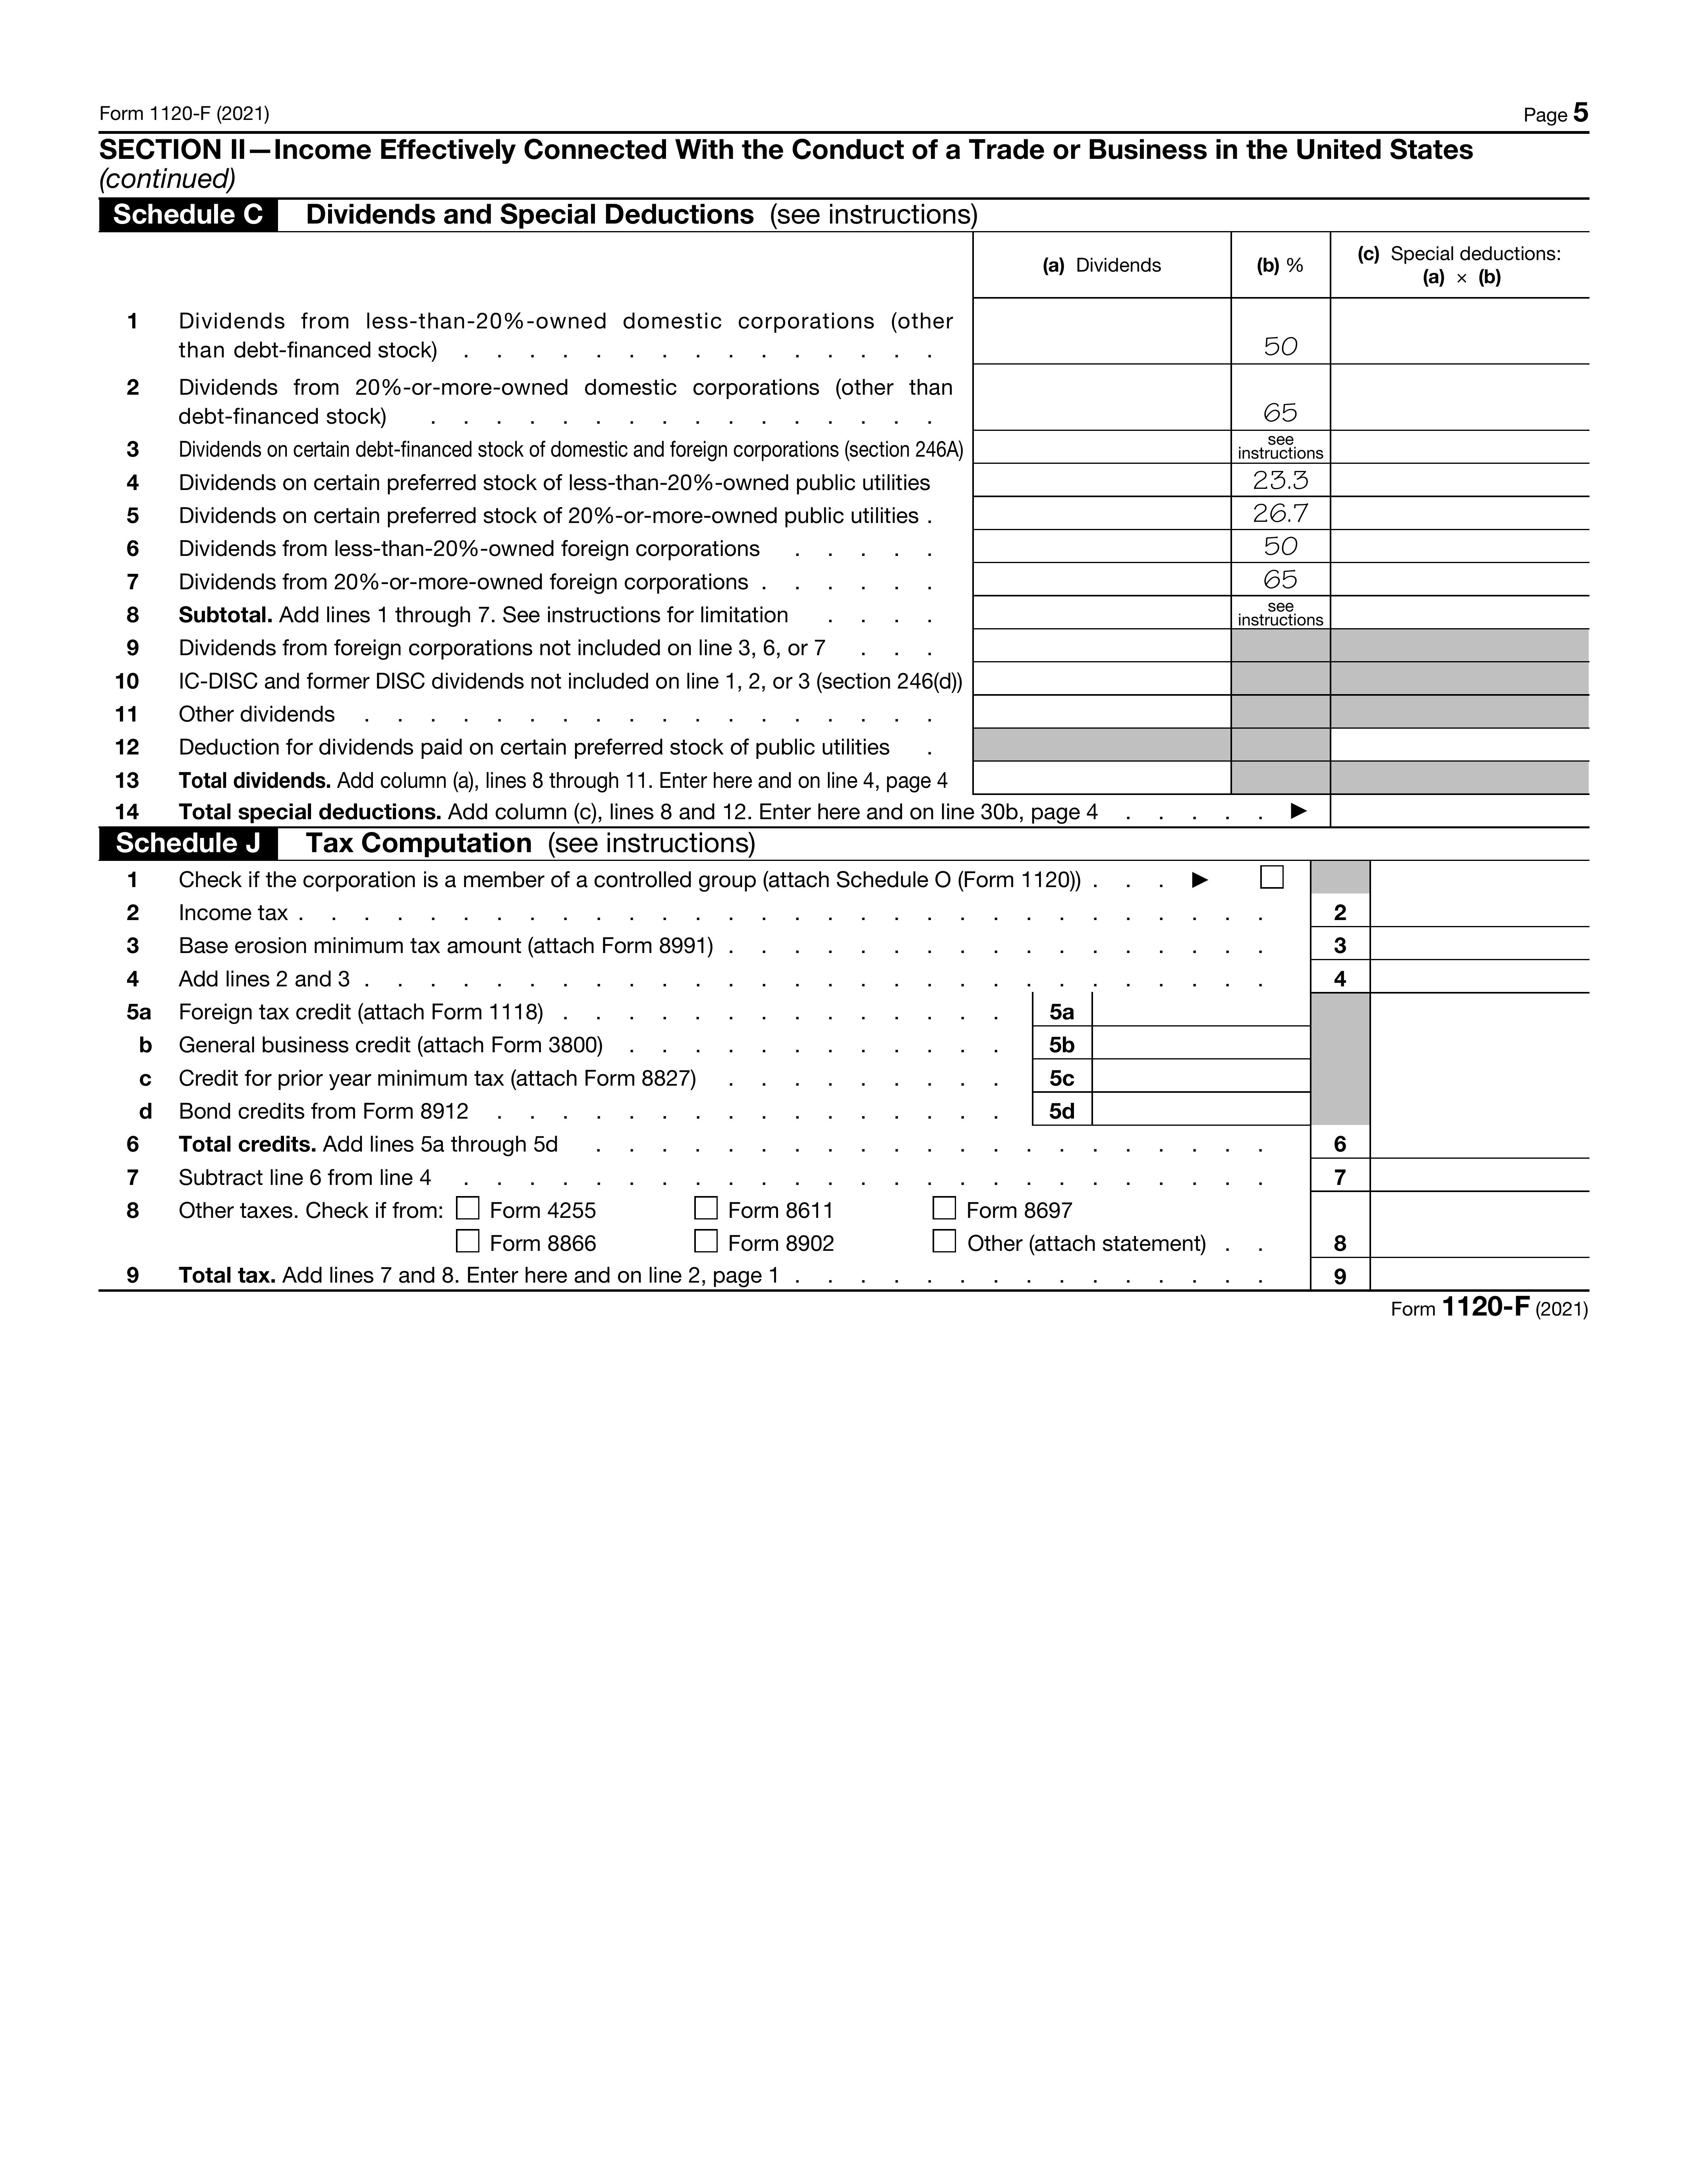 Form 1120-F (2021) Page 5
SECTION II—Income Effectively Connected With the Conduct of a Trade or Business in the United States
(continued)
Schedule C Dividends and Special Deductions (see instructions)
(a) Dividends (b) % (c) Special deductions:
(a) × (b)
1 Dividends from less-than-20%-owned domestic corporations (other
than debt-financed stock) . . . . . . . . . . . . . . . 50
2 Dividends from 20%-or-more-owned domestic corporations (other than
debt-financed stock) . . . . . . . . . . . . . . . . 65
3 Dividends on certain debt-financed stock of domestic and foreign corporations (section 246A) see
instructions
4 Dividends on certain preferred stock of less-than-20%-owned public utilities 23.3
5 Dividends on certain preferred stock of 20%-or-more-owned public utilities . 26.7
6 Dividends from less-than-20%-owned foreign corporations . . . . . 50
7 Dividends from 20%-or-more-owned foreign corporations . . . . . . 65
8 Subtotal. Add lines 1 through 7. See instructions for limitation . . . . see
instructions
9 Dividends from foreign corporations not included on line 3, 6, or 7 . . .
10 IC-DISC and former DISC dividends not included on line 1, 2, or 3 (section 246(d))
11 Other dividends . . . . . . . . . . . . . . . . . .
12 Deduction for dividends paid on certain preferred stock of public utilities .
13 Total dividends. Add column (a), lines 8 through 11. Enter here and on line 4, page 4
14 Total special deductions. Add column (c), lines 8 and 12. Enter here and on line 30b, page 4 . . . . . ▶
Schedule J Tax Computation (see instructions)
1 Check if the corporation is a member of a controlled group (attach Schedule O (Form 1120)) . . . ▶ ☐
2 Income tax . . . . . . . . . . . . . . . . . . . . . . . . . . . . . . 2
3 Base erosion minimum tax amount (attach Form 8991) . . . . . . . . . . . . . . . . . 3
4 Add lines 2 and 3 . . . . . . . . . . . . . . . . . . . . . . . . . . . . 4
5a Foreign tax credit (attach Form 1118) . . . . . . . . . . . . . . 5a
b General business credit (attach Form 3800) . . . . . . . . . . . . 5b
c Credit for prior year minimum tax (attach Form 8827) . . . . . . . . . 5c
d Bond credits from Form 8912 . . . . . . . . . . . . . . . . 5d
6 Total credits. Add lines 5a through 5d . . . . . . . . . . . . . . . . . . . . . 6
7 Subtract line 6 from line 4 . . . . . . . . . . . . . . . . . . . . . . . . . 7
8 Other taxes. Check if from: ☐ Form 4255 ☐ Form 8611 ☐ Form 8697
☐ Form 8866 ☐ Form 8902 ☐ Other (attach statement) . . 8
9 Total tax. Add lines 7 and 8. Enter here and on line 2, page 1 . . . . . . . . . . . . . . . 9
Form 1120-F (2021)